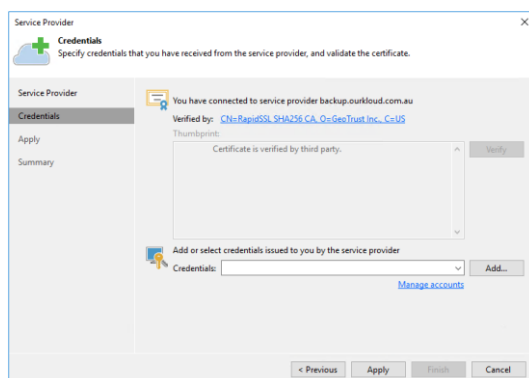 Service Provider
Credentials
Specify credentials that you have received from the service provider, and validate the certificate.
Service Provider
Credentials
Apply
Summary
You have connected to service provider backup.ourkloud.com.au
Verified by: CN=RapidSSL SHA256 CA, O=GeoTrust Inc., C=US
Thumbprint:
Certificate is verified by third party.
Verify
Add or select credentials issued to you by the service provider
Credentials:
Add...
Manage accounts
< Previous
Apply
Finish
Cancel